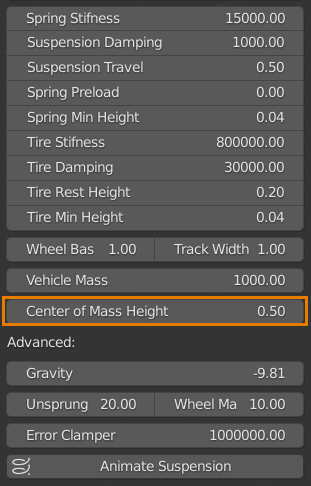 Spring Stifness 15000.00
Suspension Damping 1000.00
Suspension Travel 0.50
Spring Preload 0.00
Spring Min Height 0.04
Tire Stifness 800000.00
Tire Damping 30000.00
Tire Rest Height 0.20
Tire Min Height 0.04
Wheel Bas 1.00 Track Width 1.00
Vehicle Mass 1000.00
Center of Mass Height 0.50
Advanced:
Gravity -9.81
Unsprung 20.00 Wheel Ma 10.00
Error Clamper 1000000.00
Animate Suspension